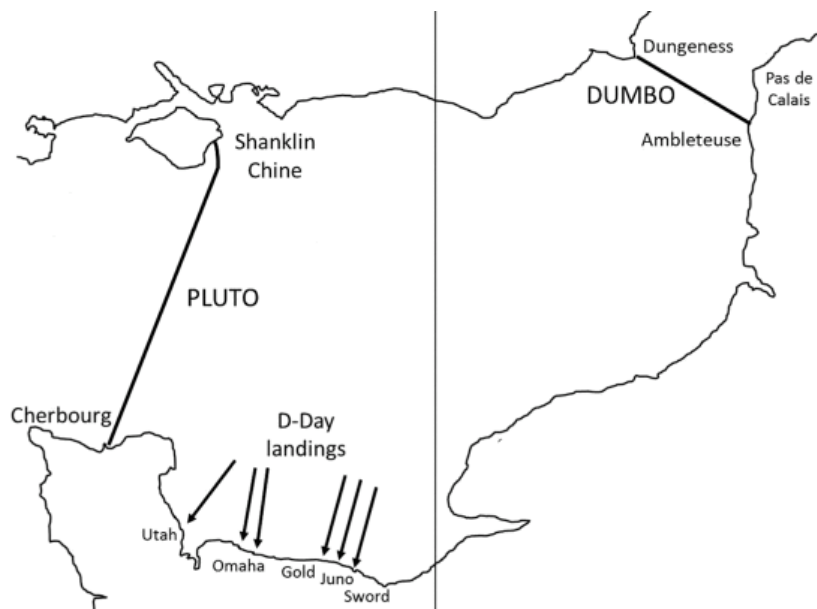 Dungeness
DUMBO
Pas de
Calais
Ambleteuse
Shanklin
Chine
PLUTO
Cherbourg
D-Day
landings
Utah
Omaha
Gold
Juno
Sword